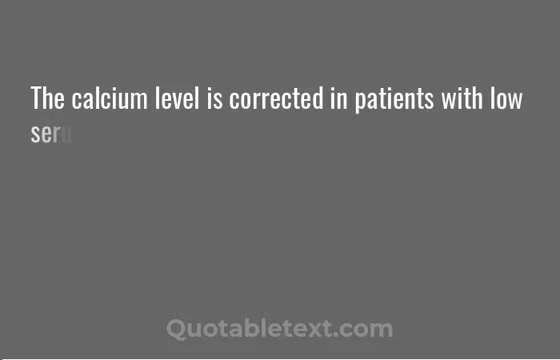 The calcium level is corrected in patients with low
seru
Quotabletext.com